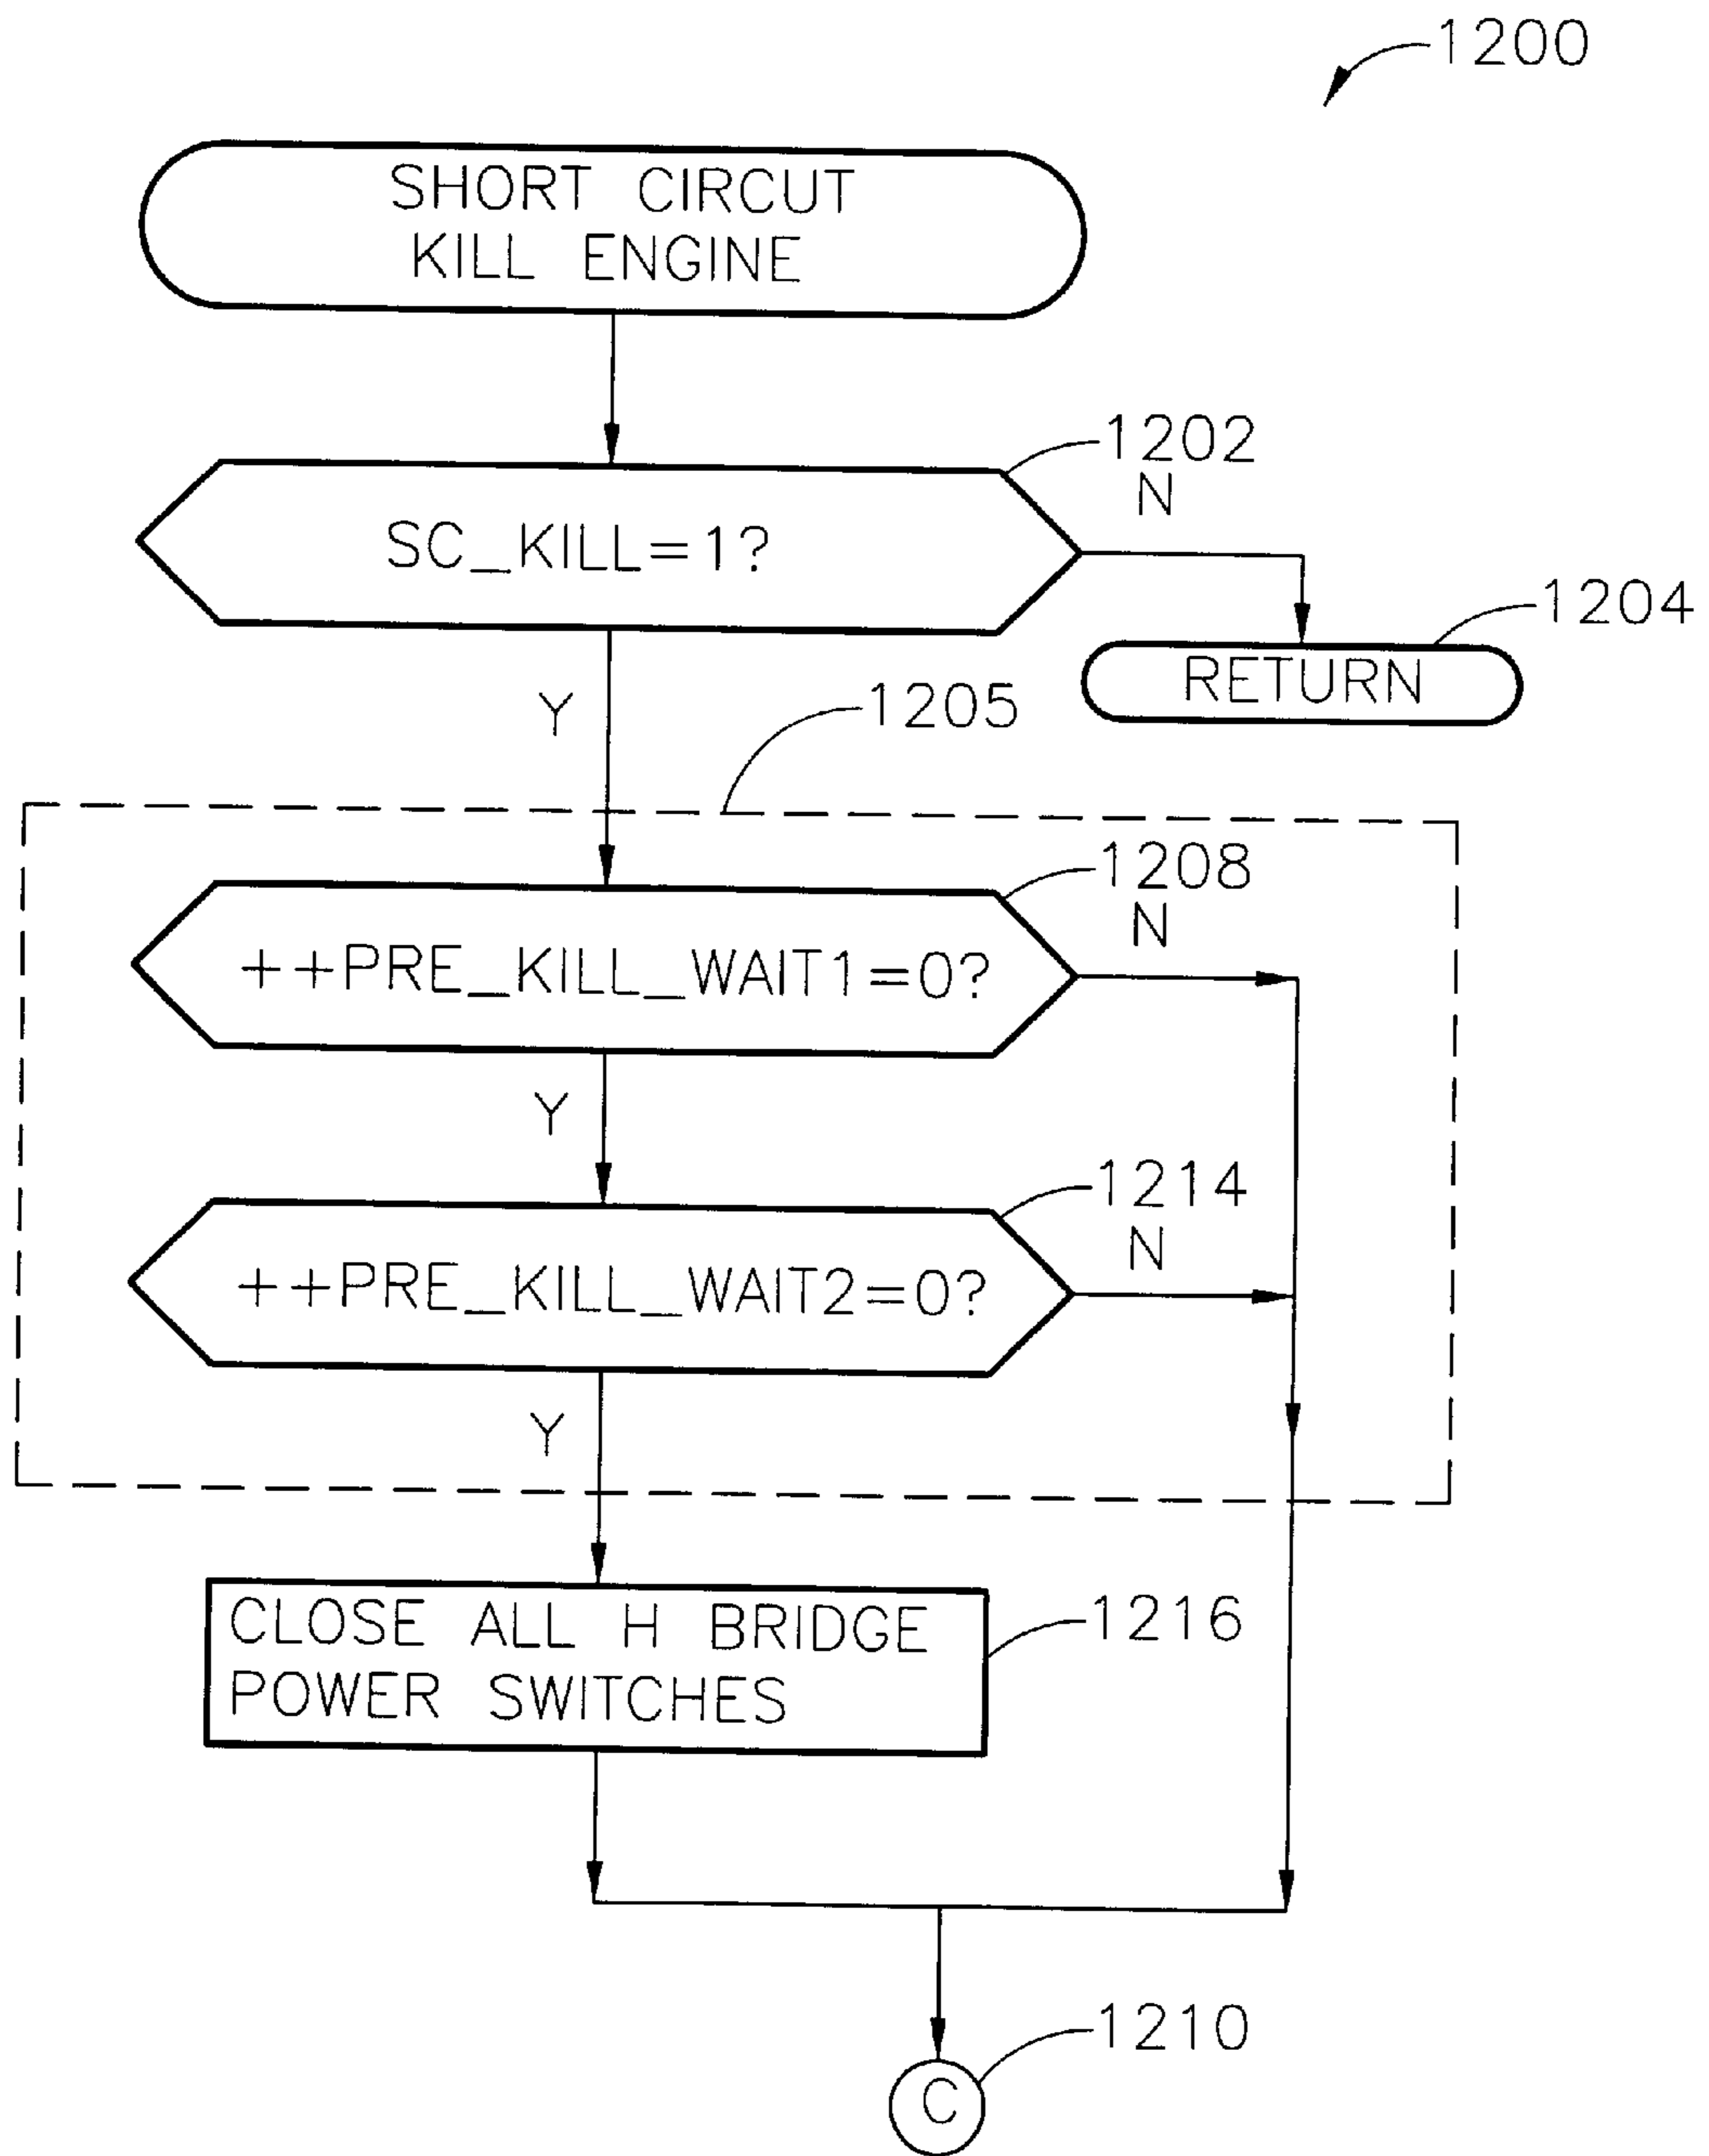 1200
SHORT CIRCUT
KILL ENGINE
1202
N
SC_KILL=1?
1204
RETURN
Y
1205
1208
N
++PRE_KILL_WAIT1=0?
Y
1214
N
++PRE_KILL_WAIT2=0?
Y
CLOSE ALL H BRIDGE
POWER SWITCHES
1216
1210
C